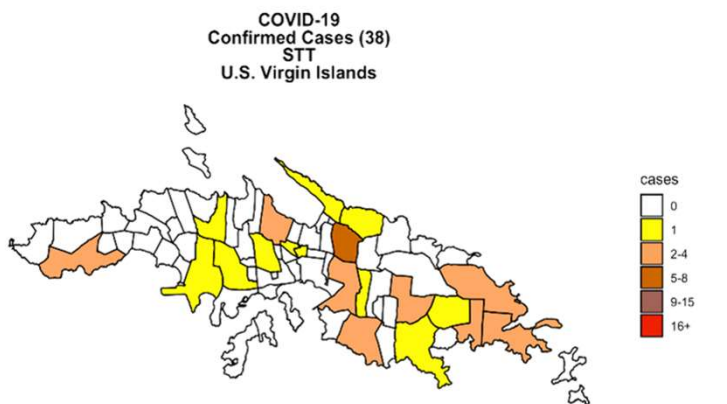 COVID-19
Confirmed Cases (38)
STT
U.S. Virgin Islands
cases
0
1
2-4
5-8
9-15
16+